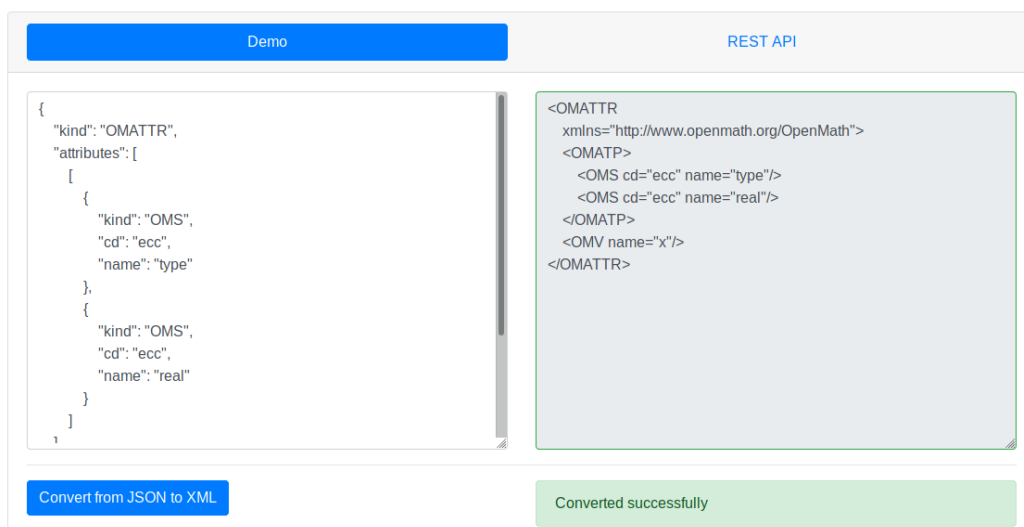 Demo
REST API
{
"kind": "OMATTR",
"attributes": [
[
{
"kind": "OMS",
"cd": "ecc",
"name": "type"
},
{
"kind": "OMS",
"cd": "ecc",
"name": "real"
}
]
]
<OMATTR
xmlns="http://www.openmath.org/OpenMath">
<OMATP>
<OMS cd="ecc" name="type"/>
<OMS cd="ecc" name="real"/>
</OMATP>
<OMV name="x"/>
</OMATTR>
Convert from JSON to XML
Converted successfully